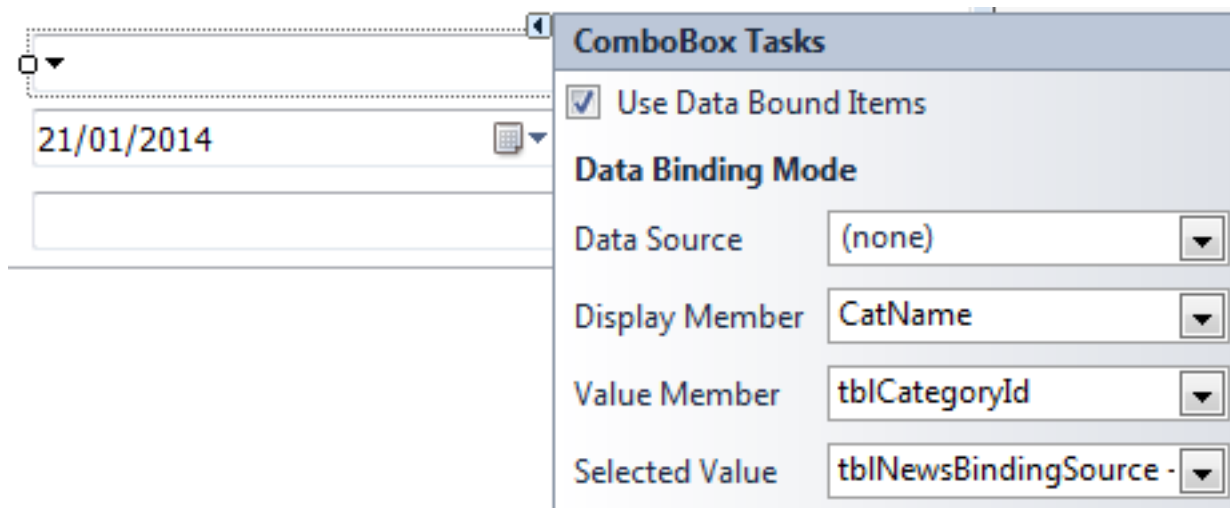 ComboBox Tasks
Use Data Bound Items
21/01/2014
Data Binding Mode
Data Source (none)
Display Member CatName
Value Member tblCategoryId
Selected Value tblNewsBindingSource -